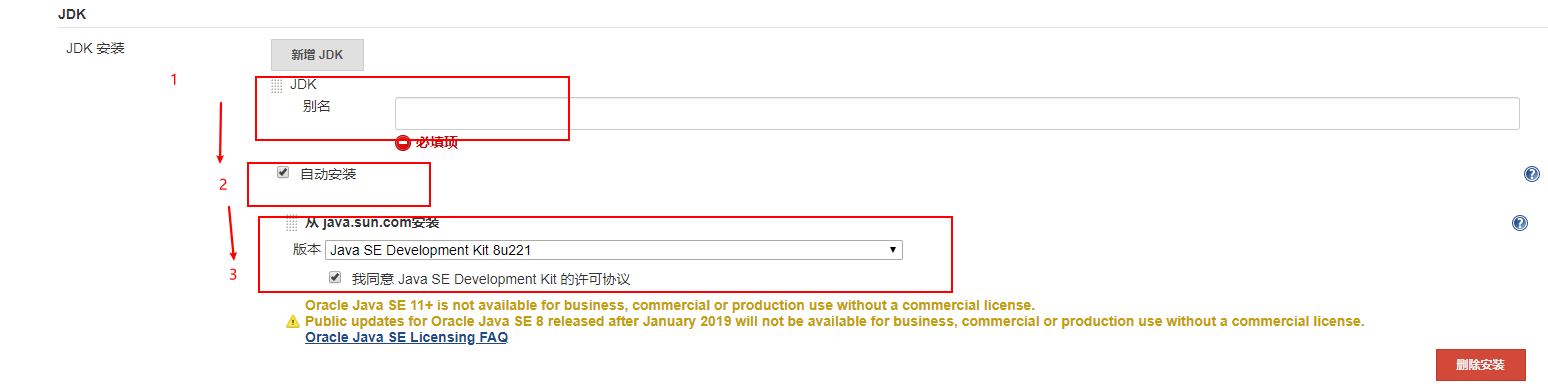 JDK
JDK 安装
新增 JDK
1
JDK
别名
必填项
2
自动安装
从 java.sun.com安装
版本 Java SE Development Kit 8u221
3
我同意 Java SE Development Kit 的许可协议
Oracle Java SE 11+ is not available for business, commercial or production use without a commercial license.
Public updates for Oracle Java SE 8 released after January 2019 will not be available for business, commercial or production use without a commercial license.
Oracle Java SE Licensing FAQ
删除安装